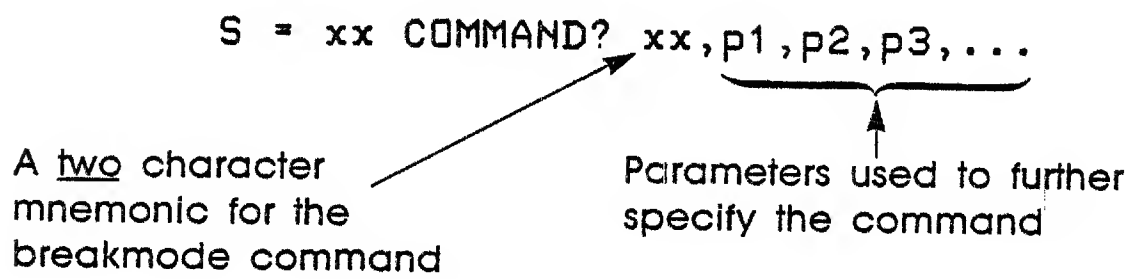 S = xx COMMAND? xx,p1,p2,p3,...
A two character
mnemonic for the
breakmode command
Parameters used to further
specify the command